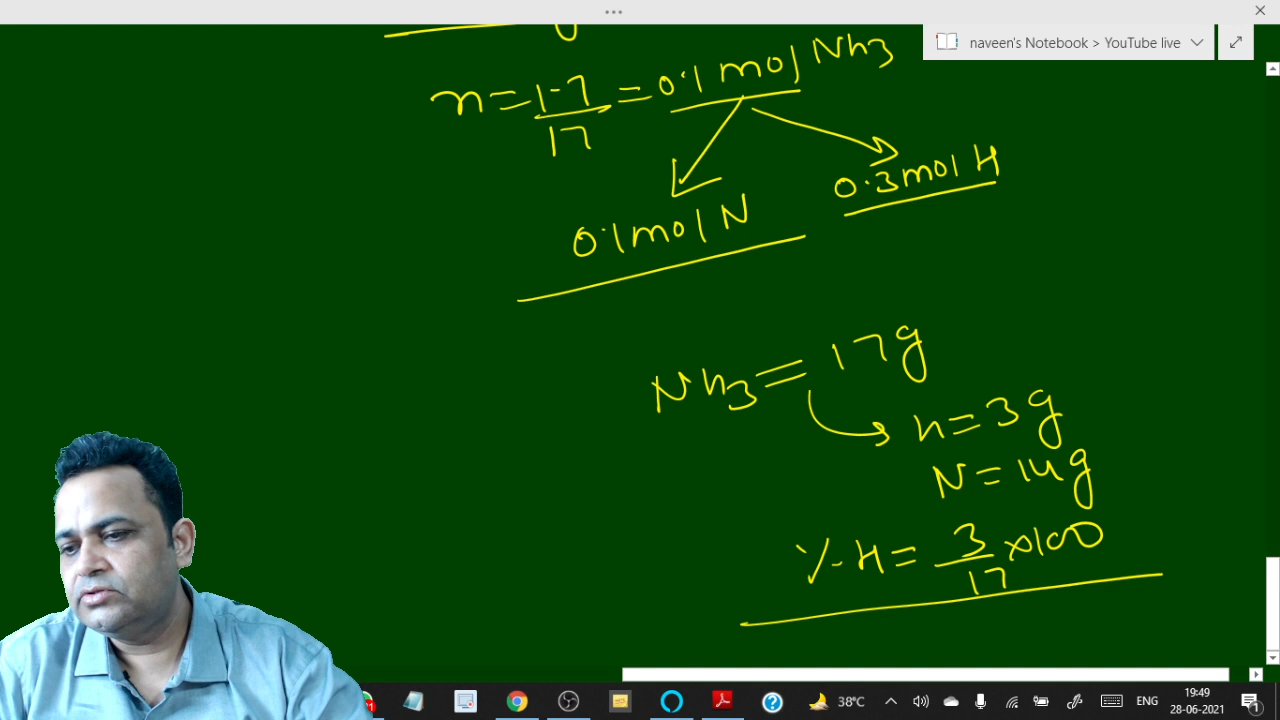 naveen's Notebook > YouTube live
n = 1.7/17 = 0.1 mol Nh3
0.1 mol N
0.3 mol H
Nh3 = 17g
h = 3g
N = 14g
%H = 3/17 × 100
38°C
ENG
19:49
28-06-2021